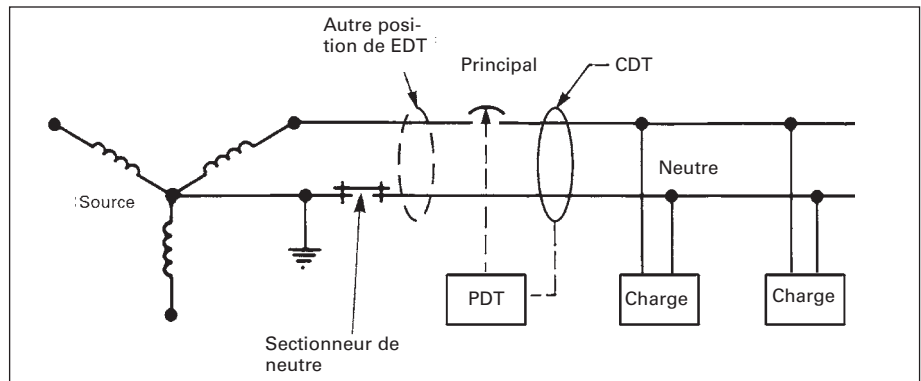 Autre posi-
tion de EDT
Principal
CDT
Neutre
Source
PDT
Charge
Charge
Sectionneur de
neutre